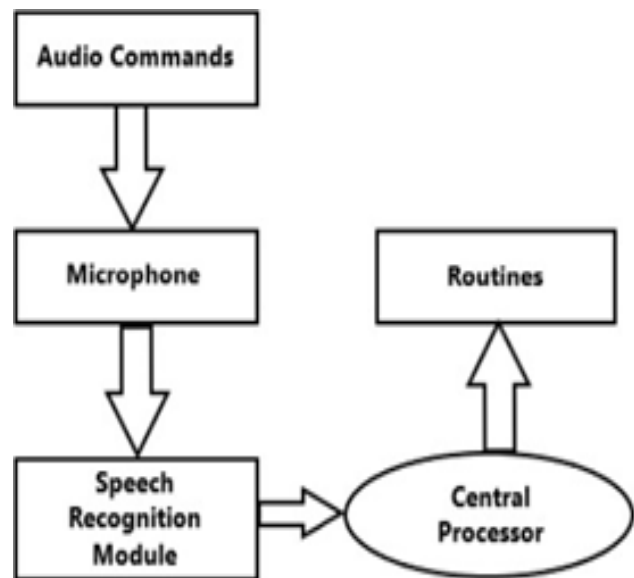 Audio Commands
Microphone
Speech
Recognition
Module
Central
Processor
Routines